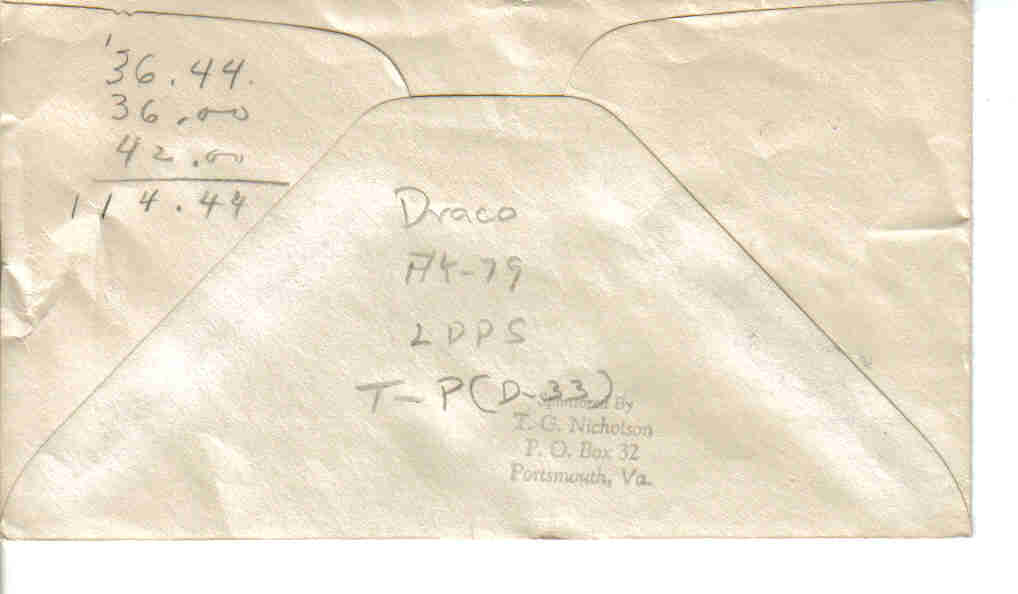 36.44
36.00
42.00
114.44
Draco
AK-79
LDPS
T-P(D-33)
Sponsored By
T. G. Nicholson
P. O. Box 32
Portsmouth, Va.